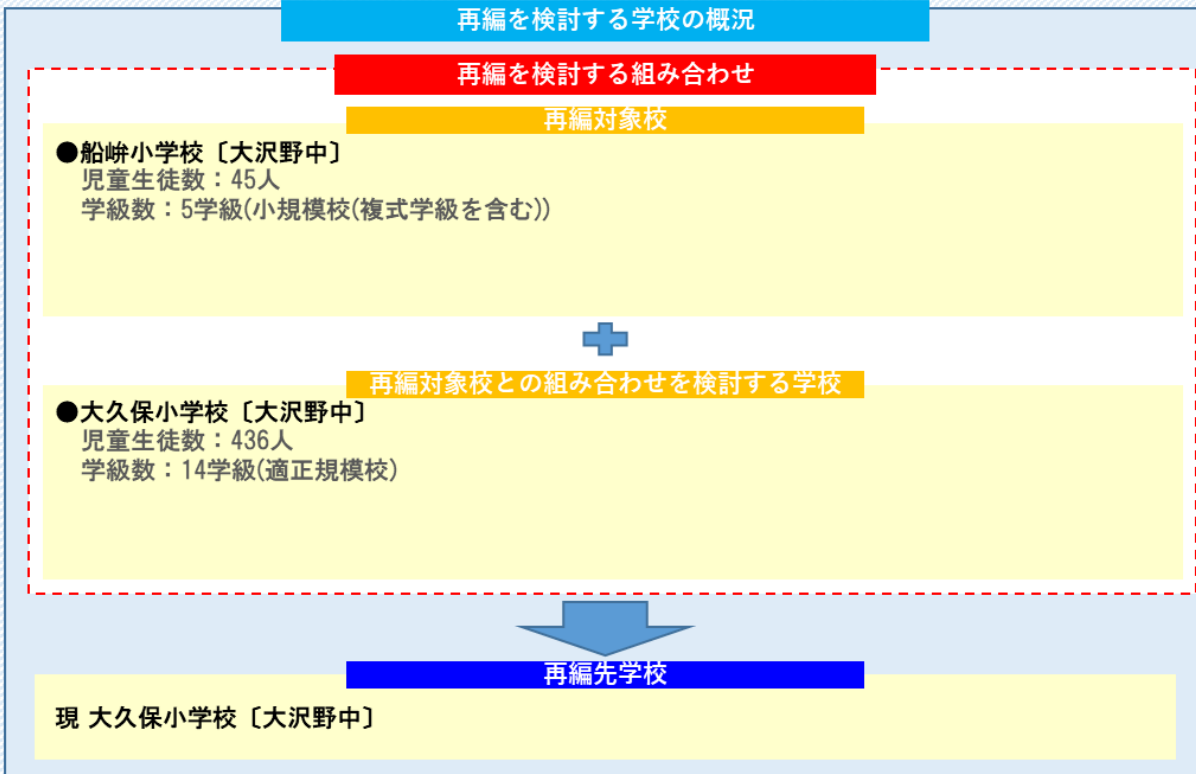 再編を検討する学校の概況
再編を検討する組み合わせ
再編対象校
●船峅小学校〔大沢野中〕
児童生徒数：45人
学級数：5学級(小規模校(複式学級を含む))
再編対象校との組み合わせを検討する学校
●大久保小学校〔大沢野中〕
児童生徒数：436人
学級数：14学級(適正規模校)
再編先学校
現 大久保小学校〔大沢野中〕